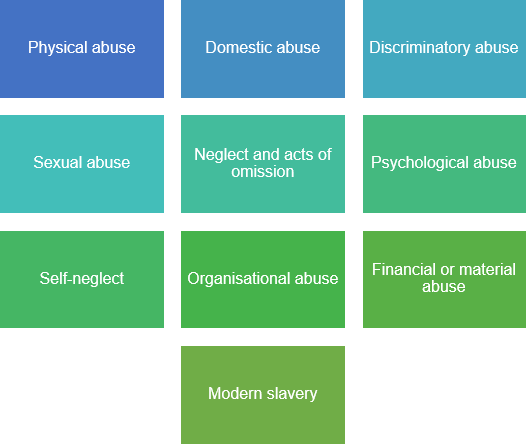 Physical abuse
Domestic abuse
Discriminatory abuse
Sexual abuse
Neglect and acts of
omission
Psychological abuse
Self-neglect
Organisational abuse
Financial or material
abuse
Modern slavery